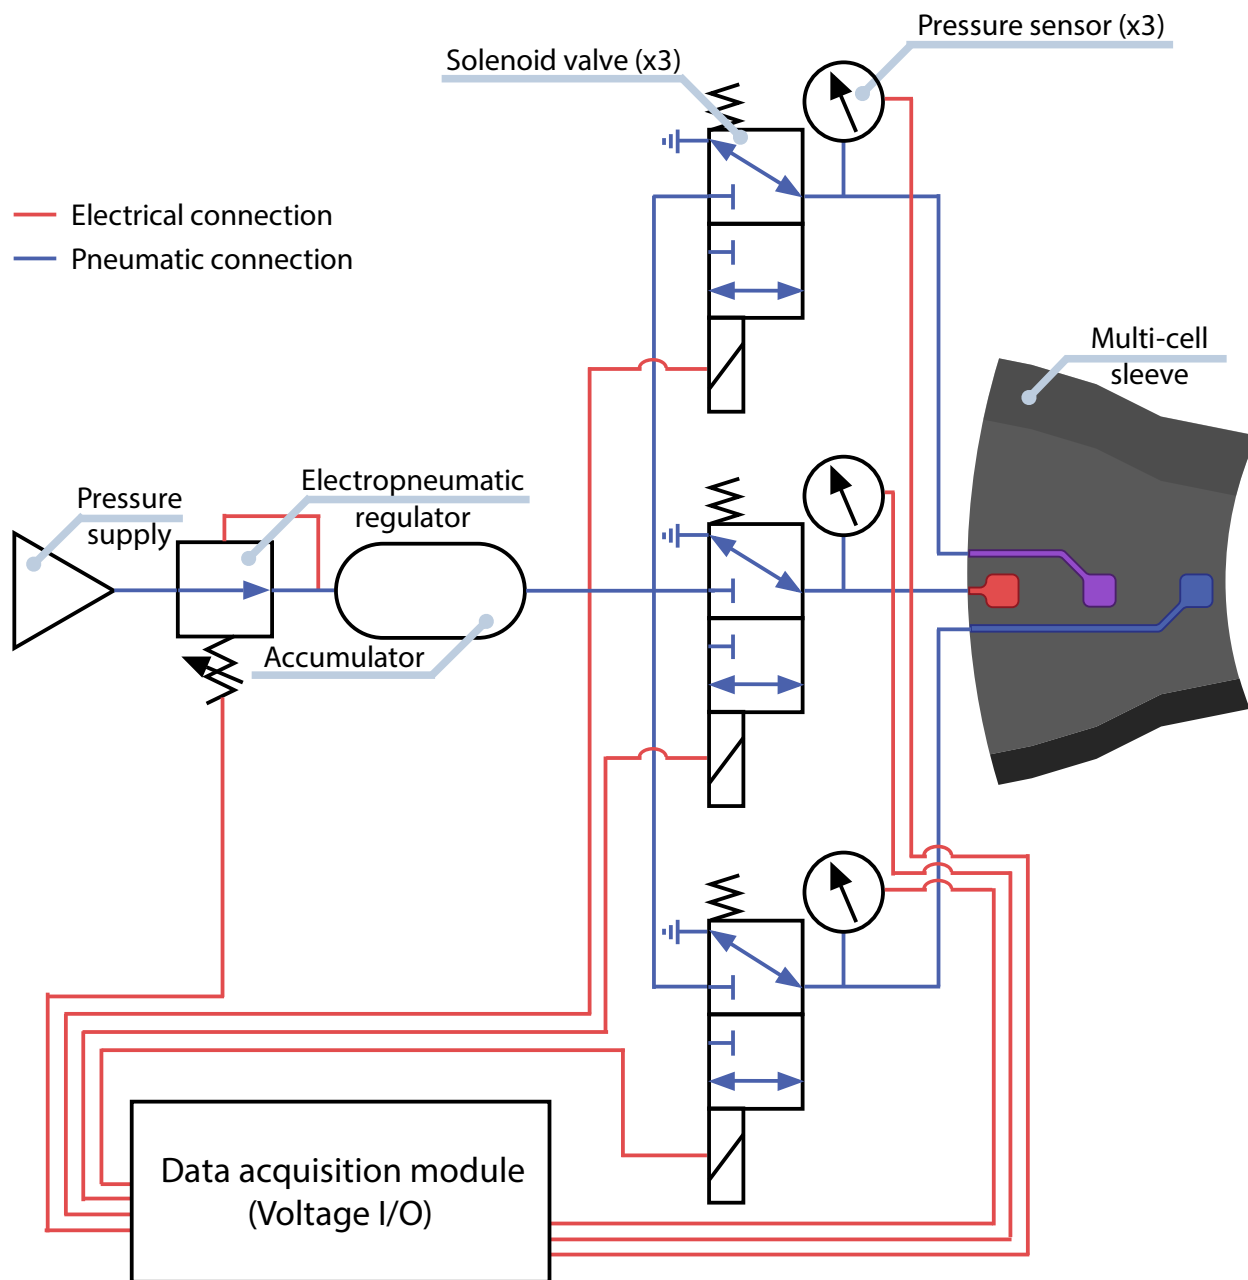 Pressure sensor (x3)
Solenoid valve (x3)
Electrical connection
Pneumatic connection
Multi-cell
sleeve
Electropneumatic
regulator
Pressure
supply
Accumulator
Data acquisition module
(Voltage I/O)